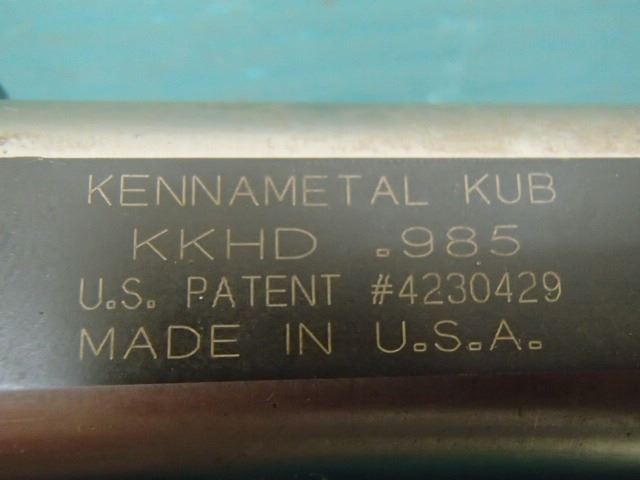 KENNAMETAL KUB
KKHD .985
U.S. PATENT #4230429
MADE IN U.S.A.